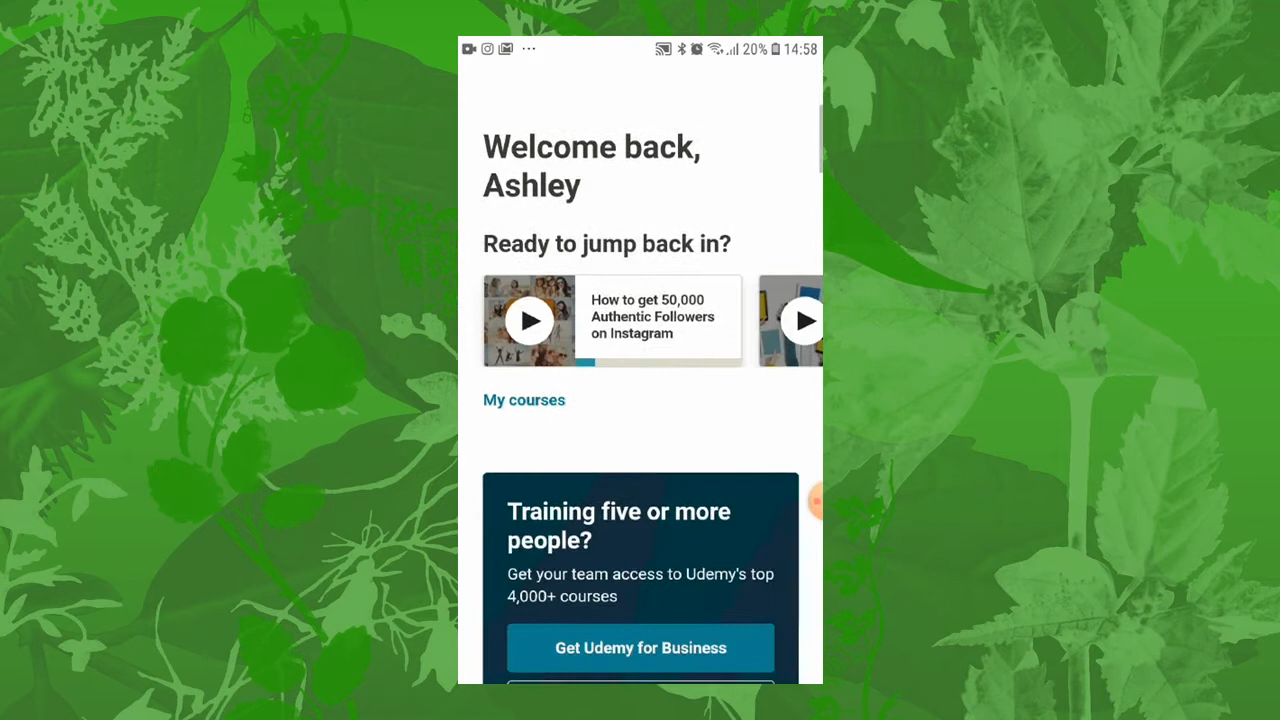 20% 14:58
Welcome back,
Ashley
Ready to jump back in?
How to get 50,000
Authentic Followers
on Instagram
My courses
Training five or more
people?
Get your team access to Udemy's top
4,000+ courses
Get Udemy for Business